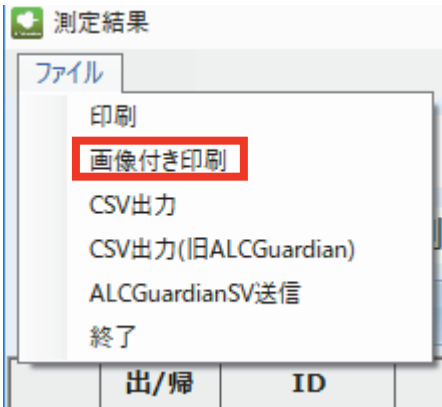 測定結果
ファイル
印刷
画像付き印刷
CSV出力
CSV出力(旧ALCGuardian)
ALCGuardianSV送信
終了
出/帰 ID